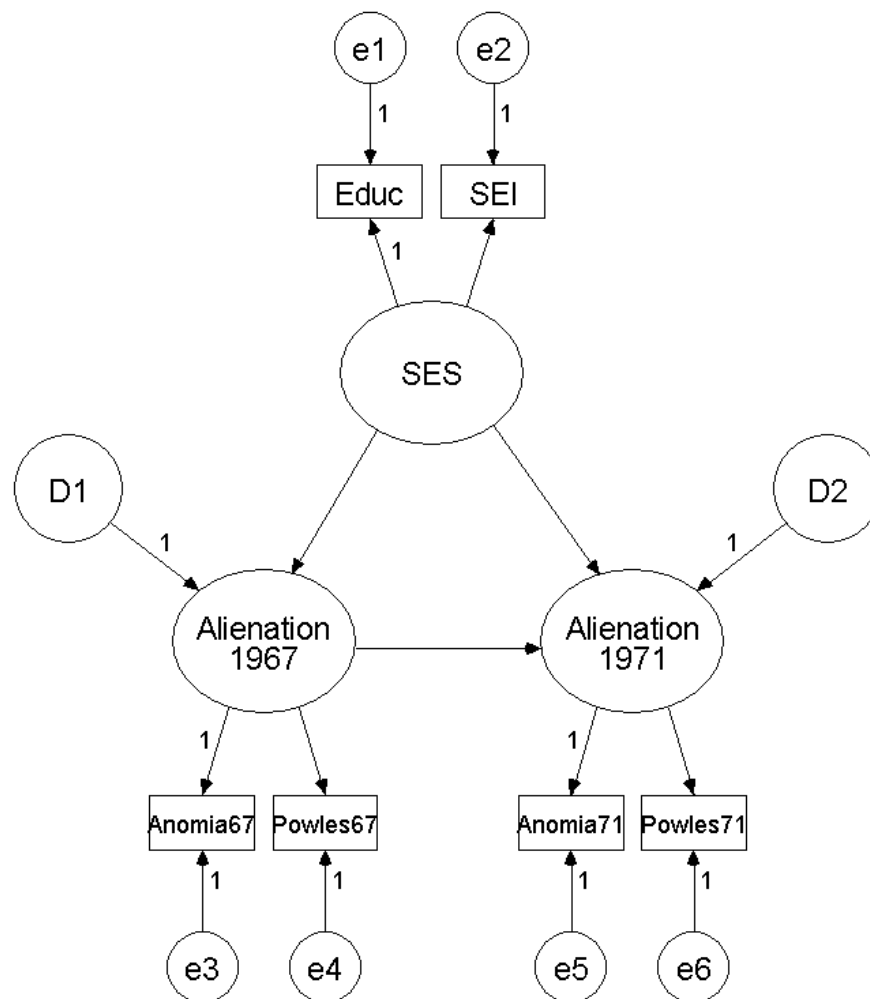 e1
e2
1
1
Educ
SEI
1
SES
D1
D2
1
1
Alienation
1967
Alienation
1971
1
1
Anomia67
Powles67
Anomia71
Powles71
1
1
1
1
e3
e4
e5
e6